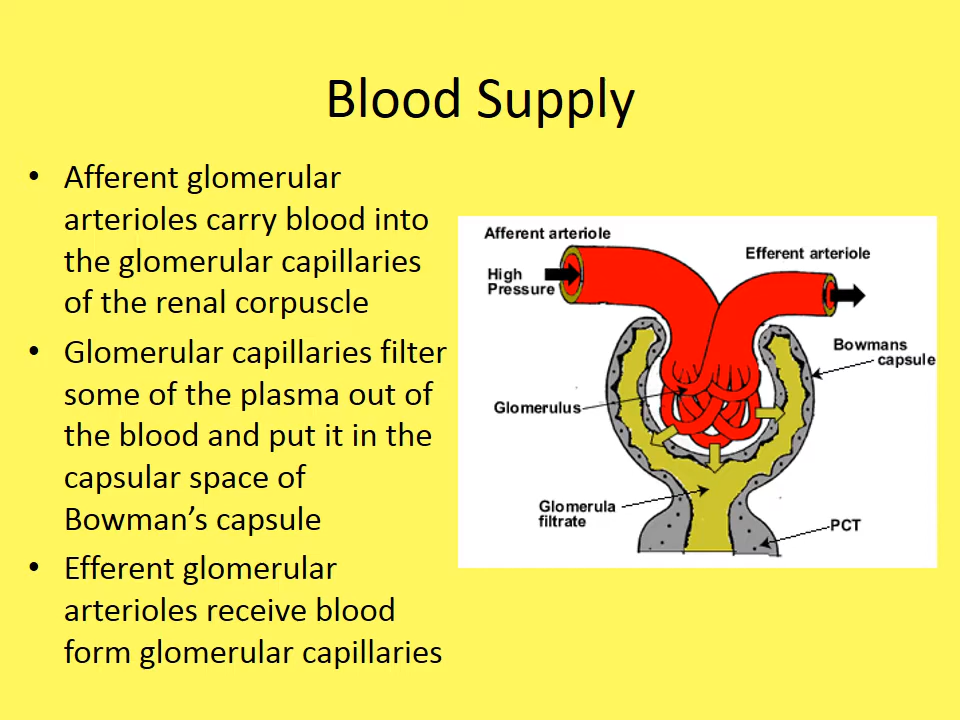 Blood Supply
• Afferent glomerular
arterioles carry blood into
the glomerular capillaries
of the renal corpuscle
• Glomerular capillaries filter
some of the plasma out of
the blood and put it in the
capsular space of
Bowman’s capsule
• Efferent glomerular
arterioles receive blood
form glomerular capillaries
Afferent arteriole
Efferent arteriole
High
Pressure
Bowmans
capsule
Glomerulus
Glomerula
filtrate
PCT